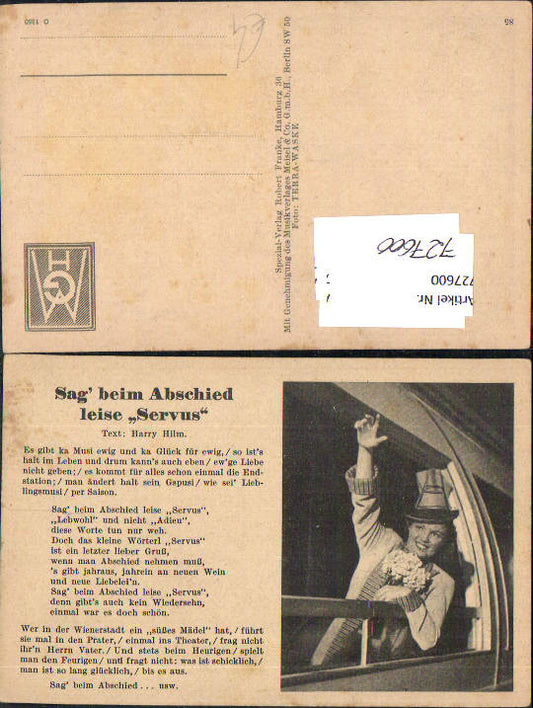 O 1350
85
Spezial-Verlag Robert Franke, Hamburg 36
Mit Genehmigung des Musikverlages Meisel & Co. G.m.b.H., Berlin SW 50
Foto: TERRA-WASKE
727600
727600
Artikel Nr.
Sag' beim Abschied
leise „Servus“
Text: Harry Hilm.
Es gibt ka Musi ewig und ka Glück für ewig,/ so ist's
halt im Leben und drum kann's auch eben/ ew'ge Liebe
nicht geben;/ es kommt für alles schon einmal die End-
station;/ man ändert halt sein Gspusi/ wie sei' Lieb-
lingsmusi/ per Saison.
Sag' beim Abschied leise „Servus“,
„Lebwohl“ und nicht „Adieu“,
diese Worte tun nur weh.
Doch das kleine Wörterl „Servus“
ist ein letzter lieber Gruß,
wenn man Abschied nehmen muß,
's gibt jahraus, jahrein an neuen Wein
und neue Liebelei'n.
Sag' beim Abschied leise „Servus“,
denn gibt's auch kein Wiedersehn,
einmal war es doch schön.
Wer in der Wienerstadt ein „süßes Mädel“ hat,/ führt
sie mal in den Prater,/ einmal ins Theater,/ frag nicht
ihr'n Herrn Vater./ Und stets beim Heurigen/ spielt
man den Feurigen/ und fragt nicht: was ist schicklich,/
man ist so lang glücklich,/ bis es aus.
Sag' beim Abschied . . . usw.